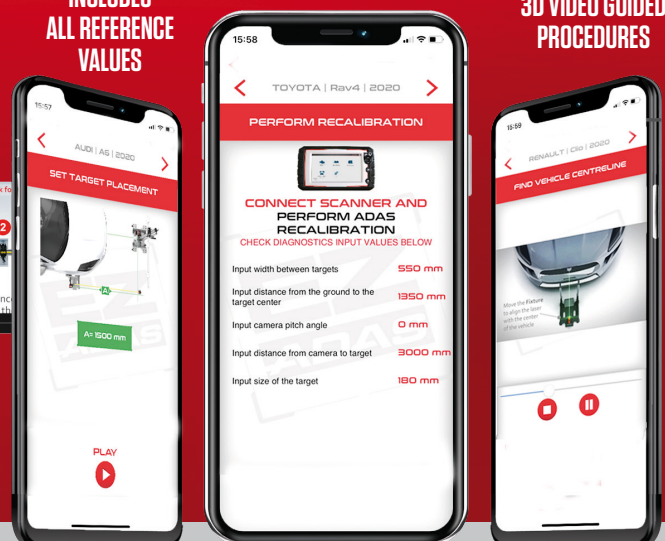 INCLUDES
ALL REFERENCE
VALUES
3D VIDEO GUIDED
PROCEDURES
15:57
AUDI | A6 | 2020
SET TARGET PLACEMENT
A
A= 1500 mm
PLAY
2
15:58
TOYOTA | Rav4 | 2020
PERFORM RECALIBRATION
CONNECT SCANNER AND
PERFORM ADAS
RECALIBRATION
CHECK DIAGNOSTICS INPUT VALUES BELOW
Input width between targets 550 mm
Input distance from the ground to the
target center 1350 mm
Input camera pitch angle 0 mm
Input distance from camera to target 3000 mm
Input size of the target 180 mm
EZ
ADAS
15:59
RENAULT | Clio | 2020
FIND VEHICLE CENTRELINE
Move the Fixture
to align the laser
with the center
of the vehicle